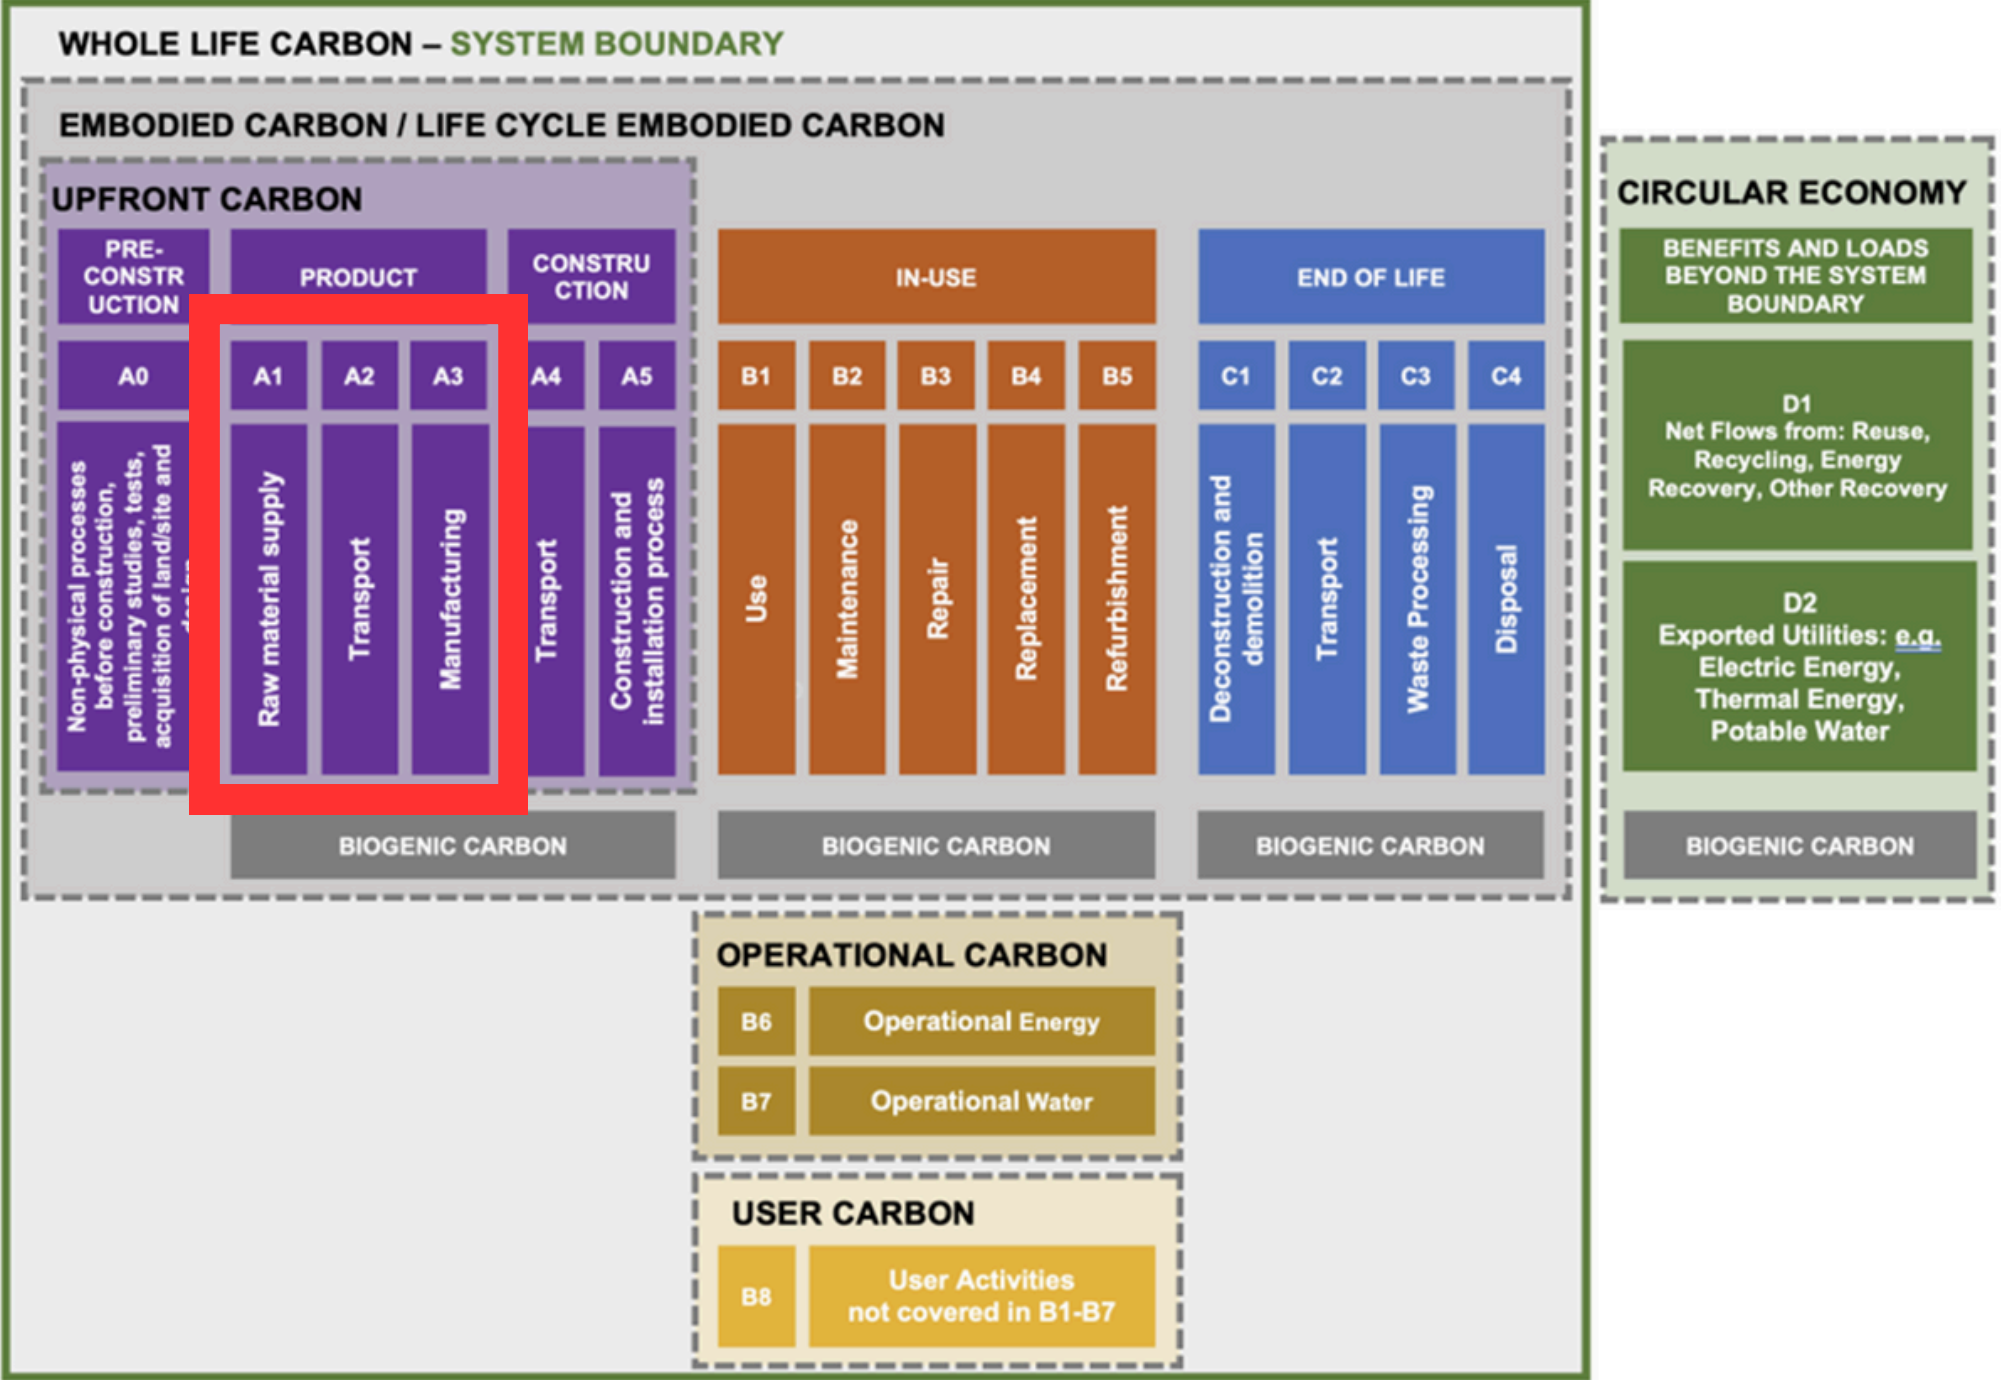 WHOLE LIFE CARBON – SYSTEM BOUNDARY
EMBODIED CARBON / LIFE CYCLE EMBODIED CARBON
UPFRONT CARBON
PRE-
CONSTR
UCTION
PRODUCT
CONSTRU
CTION
IN-USE
END OF LIFE
A0
A1
A2
A3
A4
A5
B1
B2
B3
B4
B5
C1
C2
C3
C4
Non-physical processes
before construction,
preliminary studies, tests,
acquisition of land/site and
Raw material supply
Transport
Manufacturing
Transport
Construction and
installation process
Use
Maintenance
Repair
Replacement
Refurbishment
Deconstruction and
demolition
Transport
Waste Processing
Disposal
BIOGENIC CARBON
BIOGENIC CARBON
BIOGENIC CARBON
CIRCULAR ECONOMY
BENEFITS AND LOADS
BEYOND THE SYSTEM
BOUNDARY
D1
Net Flows from: Reuse,
Recycling, Energy
Recovery, Other Recovery
D2
Exported Utilities: e.g.
Electric Energy,
Thermal Energy,
Potable Water
BIOGENIC CARBON
OPERATIONAL CARBON
B6
Operational Energy
B7
Operational Water
USER CARBON
B8
User Activities
not covered in B1-B7